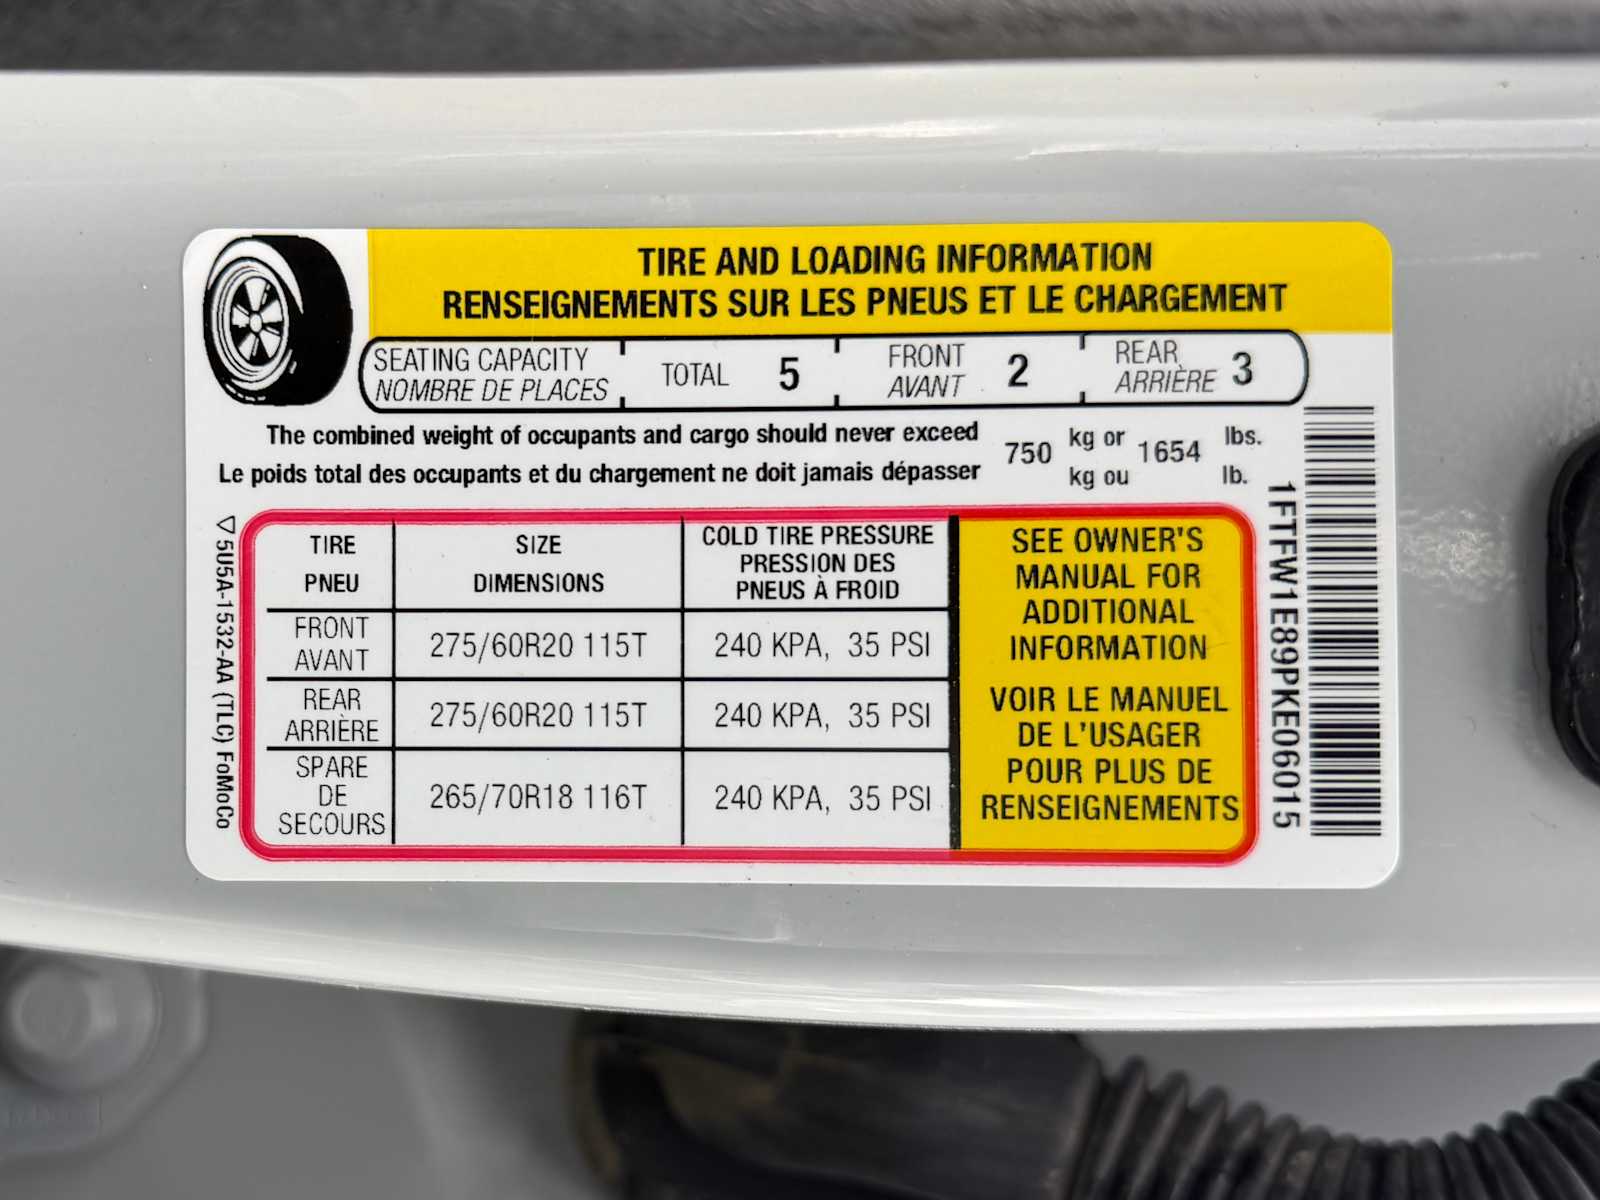 TIRE AND LOADING INFORMATION
RENSEIGNEMENTS SUR LES PNEUS ET LE CHARGEMENT
SEATING CAPACITY
NOMBRE DE PLACES
TOTAL 5
FRONT
AVANT
2
REAR
ARRIÈRE
3
The combined weight of occupants and cargo should never exceed
Le poids total des occupants et du chargement ne doit jamais dépasser
750
kg or
kg ou
1654
lbs.
lb.
TIRE
PNEU
SIZE
DIMENSIONS
COLD TIRE PRESSURE
PRESSION DES
PNEUS À FROID
FRONT
AVANT
275/60R20 115T
240 KPA, 35 PSI
REAR
ARRIÈRE
275/60R20 115T
240 KPA, 35 PSI
SPARE
DE
SECOURS
265/70R18 116T
240 KPA, 35 PSI
SEE OWNER'S
MANUAL FOR
ADDITIONAL
INFORMATION
VOIR LE MANUEL
DE L'USAGER
POUR PLUS DE
RENSEIGNEMENTS
5U5A-1532-AA (TLC) FoMoCo
1FTFW1E89PKE06015